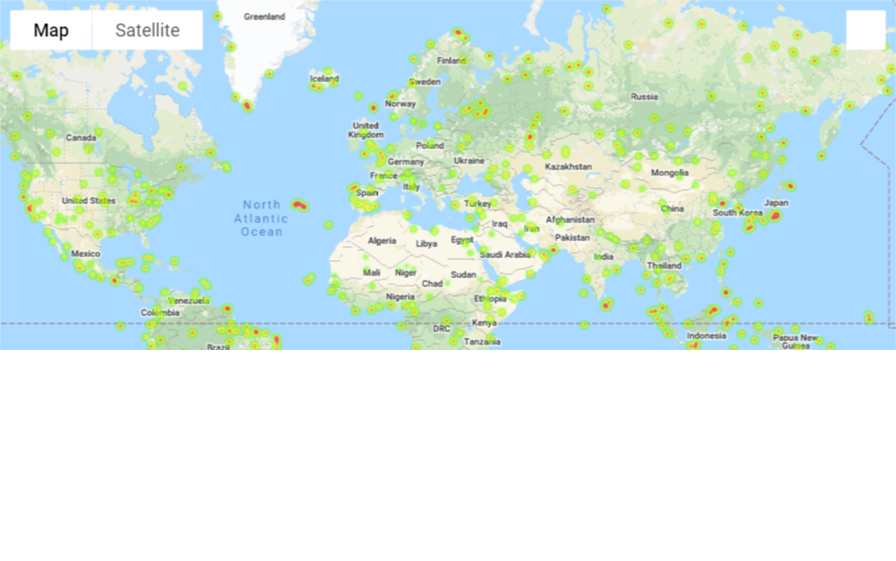 Map Satellite
Greenland
Iceland
Finland
Sweden
Norway
Russia
United
Kingdom
Canada
Poland
Germany
Ukraine
Kazakhstan
Mongolia
France
Italy
Spain
Turkey
United States
North
Atlantic
Ocean
China
Japan
South Korea
Afghanistan
Iraq
Iran
Pakistan
Algeria
Libya
Egypt
Saudi Arabia
India
Mexico
Thailand
Mali
Niger
Chad
Sudan
Nigeria
Ethiopia
Venezuela
Colombia
DRC
Kenya
Tanzania
Indonesia
Papua New
Guinea
Brazil